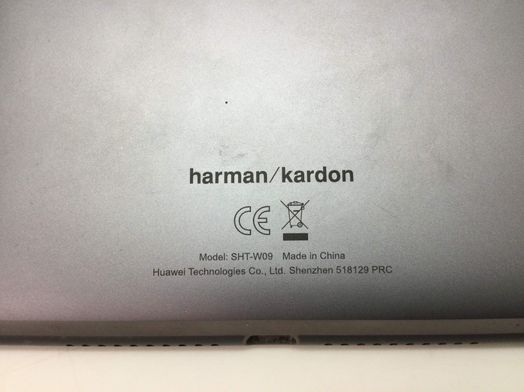 harman/kardon
CE
Model: SHT-W09 Made in China
Huawei Technologies Co., Ltd. Shenzhen 518129 PRC